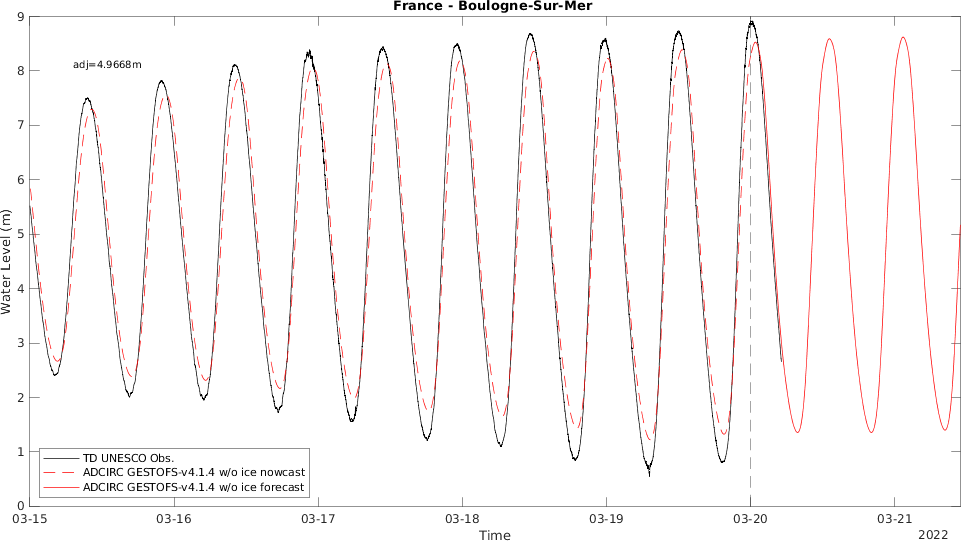 France - Boulogne-Sur-Mer
adj=4.9668m
9
8
7
6
5
4
3
2
1
0
Water Level (m)
TD UNESCO Obs.
ADCIRC GESTOFS-v4.1.4 w/o ice nowcast
ADCIRC GESTOFS-v4.1.4 w/o ice forecast
03-15 03-16 03-17 03-18 03-19 03-20 03-21
Time
2022